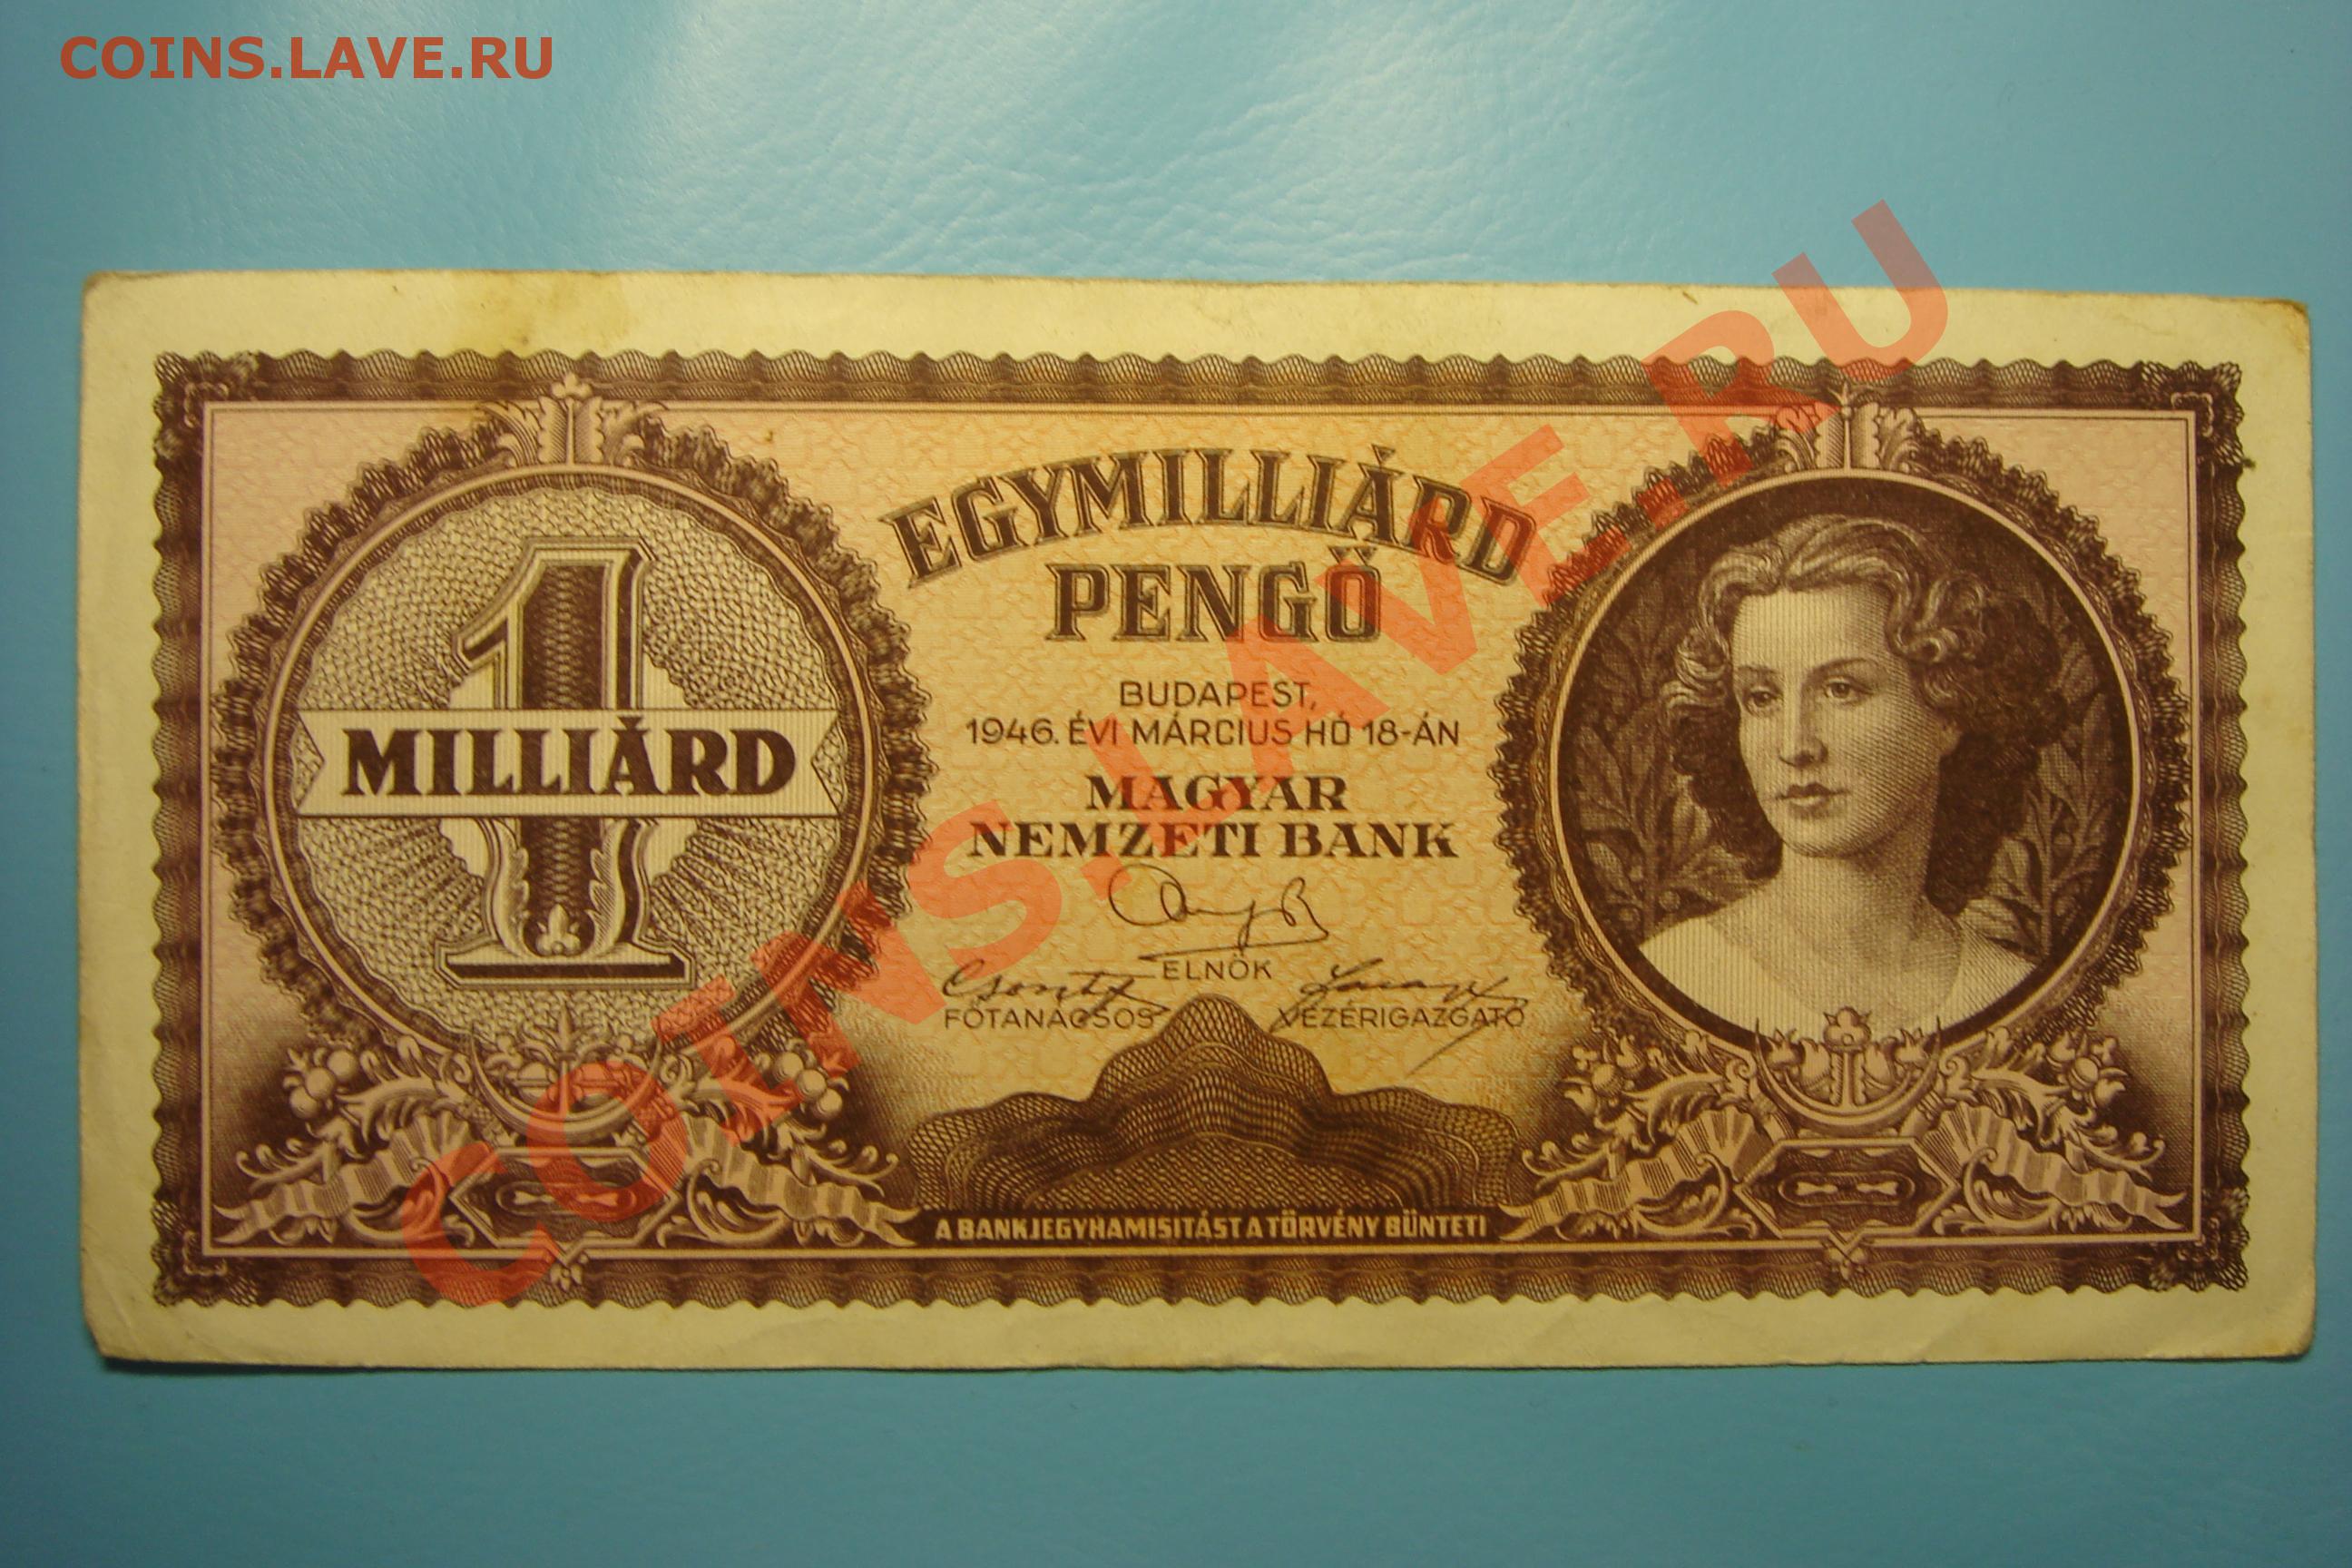 COINS.LAVE.RU
EGYMILLIÁRD
PENGŐ
BUDAPEST,
1946. ÉVI MÁRCIUS HÓ 18-ÁN
MAGYAR
NEMZETI BANK
1
MILLIÁRD
ELNÖK
FŐTANÁCSOS VEZÉRIGAZGATÓ
A BANKJEGYHAMISITÁST A TÖRVÉNY BÜNTETI
COINS.LAVE.RU